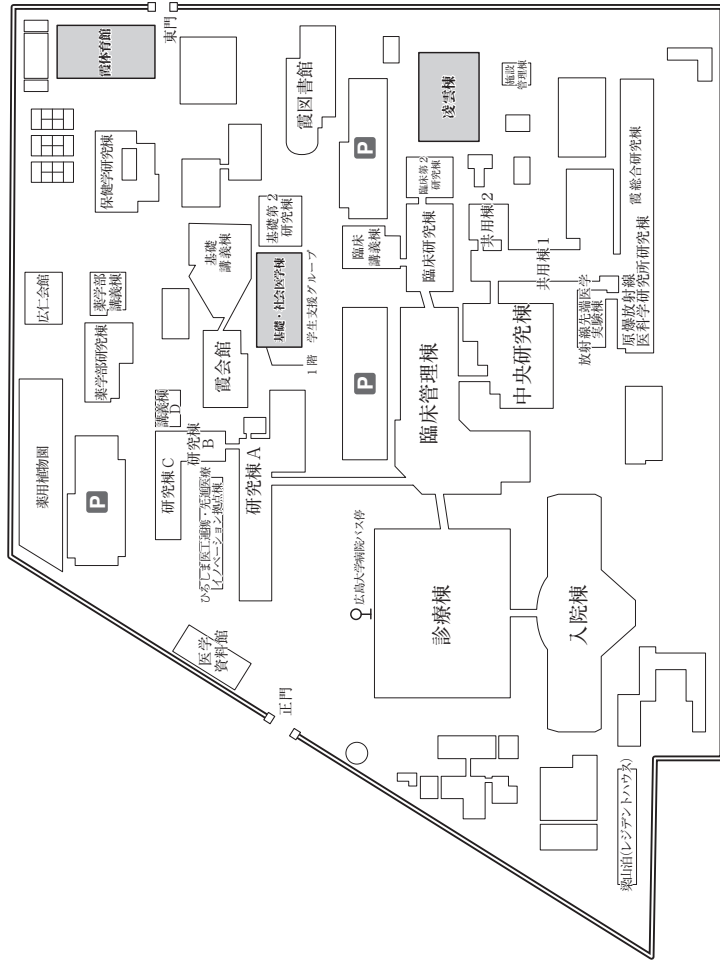 東門
霞体育館
保健学研究棟
広仁会館
薬学部
講義棟
薬学部研究棟
薬用植物園
P
霞図書館
基礎
講義棟
基礎第2
研究棟
基礎・社会医学棟
1階 学生支援グループ
霞会館
講義棟
D
研究棟
B
研究棟C
ひろしま医工連携・先進医療
イノベーション拠点棟
研究棟A
医学
資料館
正門
P
凌雲棟
施設
管理棟
臨床第2
研究棟
臨床
講義棟
臨床研究棟
共用棟2
共用棟1
霞総合研究棟
P
臨床管理棟
中央研究棟
放射線先端医学
実験棟
原爆放射線
医科学研究所研究棟
広島大学病院バス停
診療棟
入院棟
梁山泊(レジデントハウス)